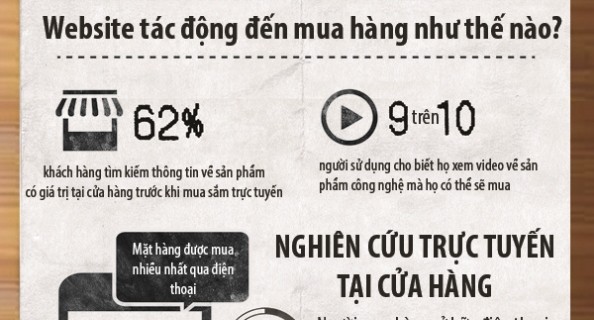 Website tác động đến mua hàng như thế nào?
62%
khách hàng tìm kiếm thông tin về sản phẩm
có giá trị tại cửa hàng trước khi mua sắm trực tuyến
9 trên 10
người sử dụng cho biết họ xem video về sản
phẩm công nghệ mà họ có thể sẽ mua
Mặt hàng được mua
nhiều nhất qua điện
thoại
NGHIÊN CỨU TRỰC TUYẾN
TẠI CỬA HÀNG